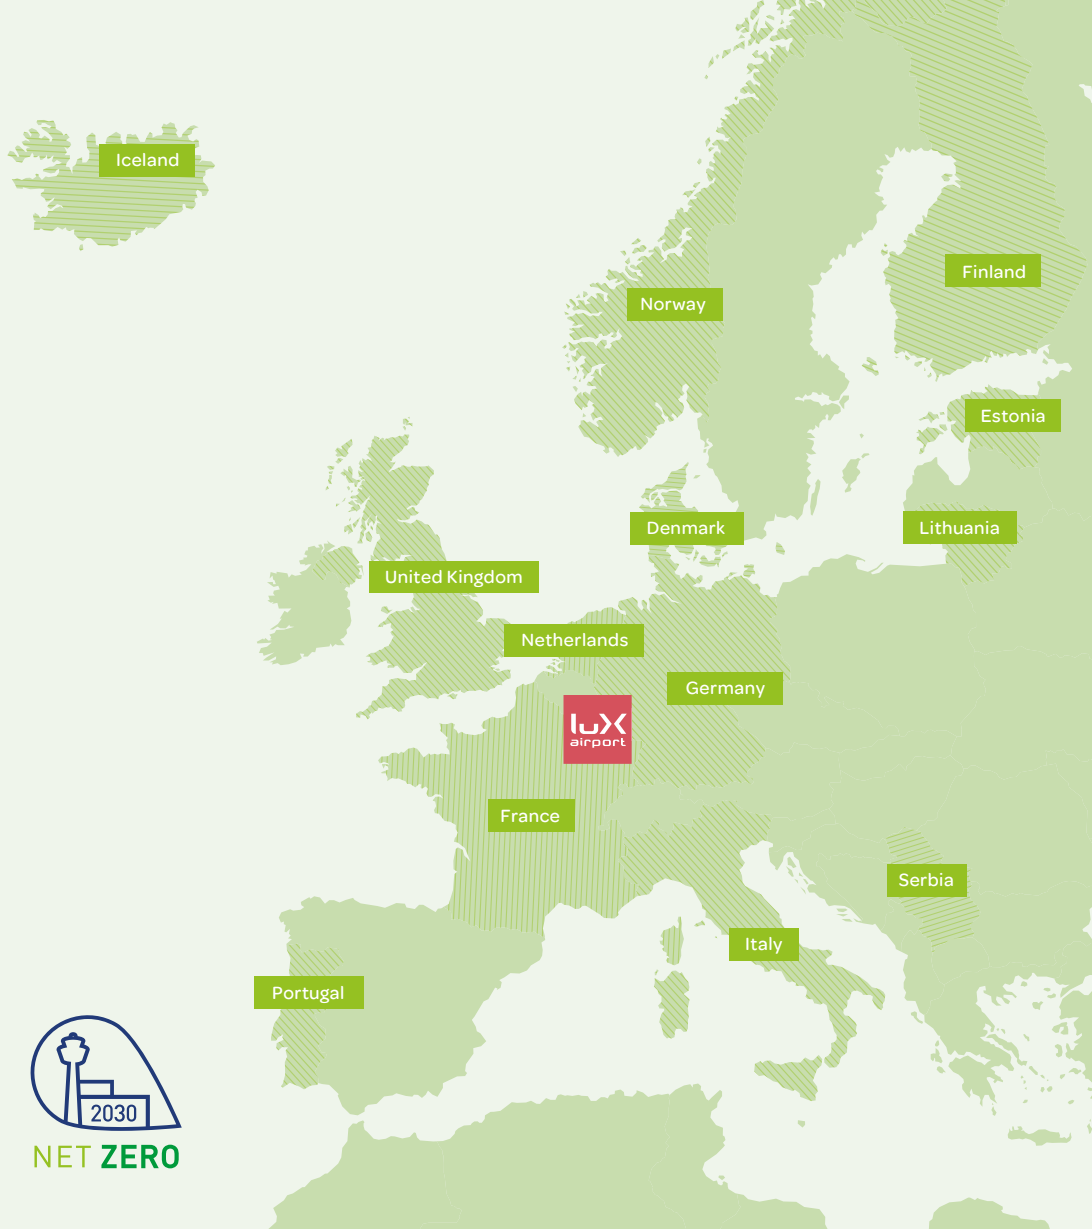 Iceland
Finland
Norway
Estonia
Denmark
Lithuania
United Kingdom
Netherlands
Germany
lux
airport
France
Serbia
Italy
Portugal
2030
NET ZERO